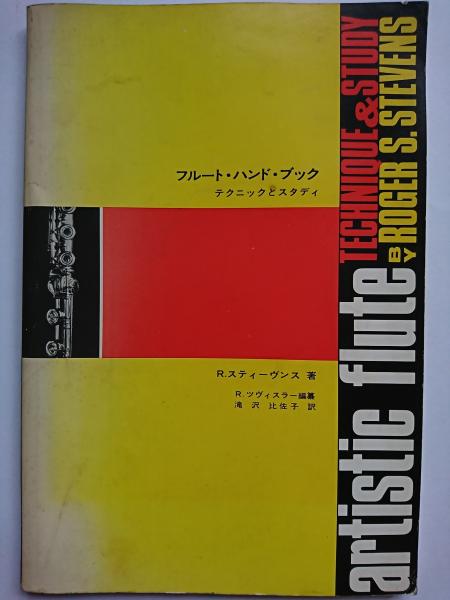 フルート・ハンド・ブック
テクニックとスタディ
R.スティーヴンス 著
R.ツヴィスラー編纂
滝沢 比佐子 訳
artistic flute
TECHNIQUE & STUDY
BY ROGER S. STEVENS